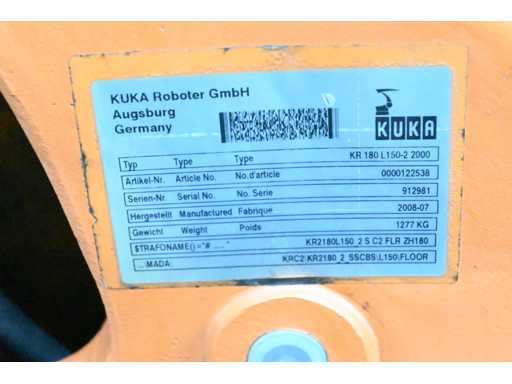 KUKA Roboter GmbH
Augsburg
Germany
KUKA
Typ Type Type KR 180 L150-2 2000
Artikel-Nr. Article No. No.d'article 0000122538
Serien-Nr. Serial No. No. Serie 912981
Hergestellt Manufactured Fabrique 2008-07
Gewicht Weight Poids 1277 KG
$TRAFONAME()="# ..... " KR2180L150_2 S C2 FLR ZH180
...\MADA\ KRC2\KR2180_2_SSCBS\L150\FLOOR